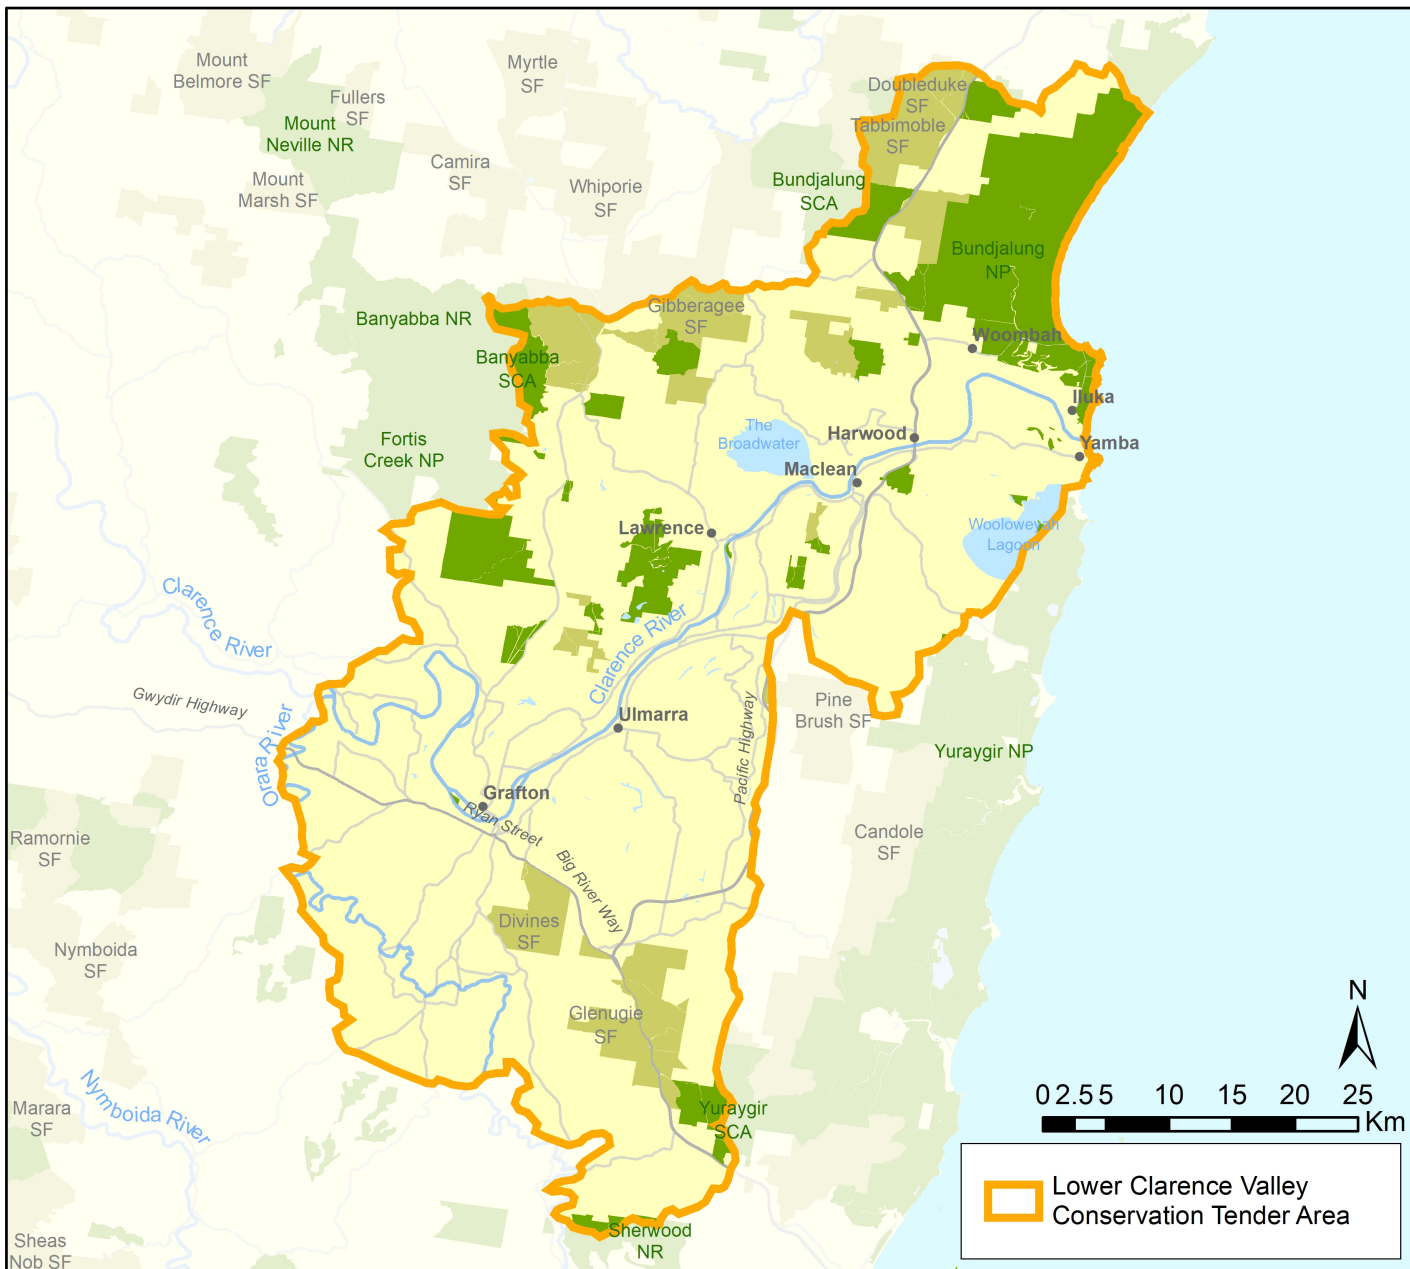 Mount
Belmore SF
Myrtle
SF
Fullers
SF
Doubleduke
SF
Mount
Neville NR
Tabbimoble
SF
Camira
SF
Mount
Marsh SF
Whiporie
SF
Bundjalung
SCA
Bundjalung
NP
Banyabba NR
Gibberagee
SF
Woombah
Banyabba
SCA
Iluka
The
Broadwater
Harwood
Yamba
Fortis
Creek NP
Maclean
Lawrence
Wooloweyah
Lagoon
Clarence River
Clarence River
Gwydir Highway
Orara River
Ulmarra
Pine
Brush SF
Pacific Highway
Yuraygir NP
Grafton
Ryan Street
Ramornie
SF
Candole
SF
Big River Way
Divines
SF
Nymboida
SF
Glenugie
SF
N
Nymboida River
Marara
SF
Yuraygir
SCA
0 2.5 5 10 15 20 25
Km
Lower Clarence Valley
Conservation Tender Area
Sherwood
NR
Sheas
Nob SF